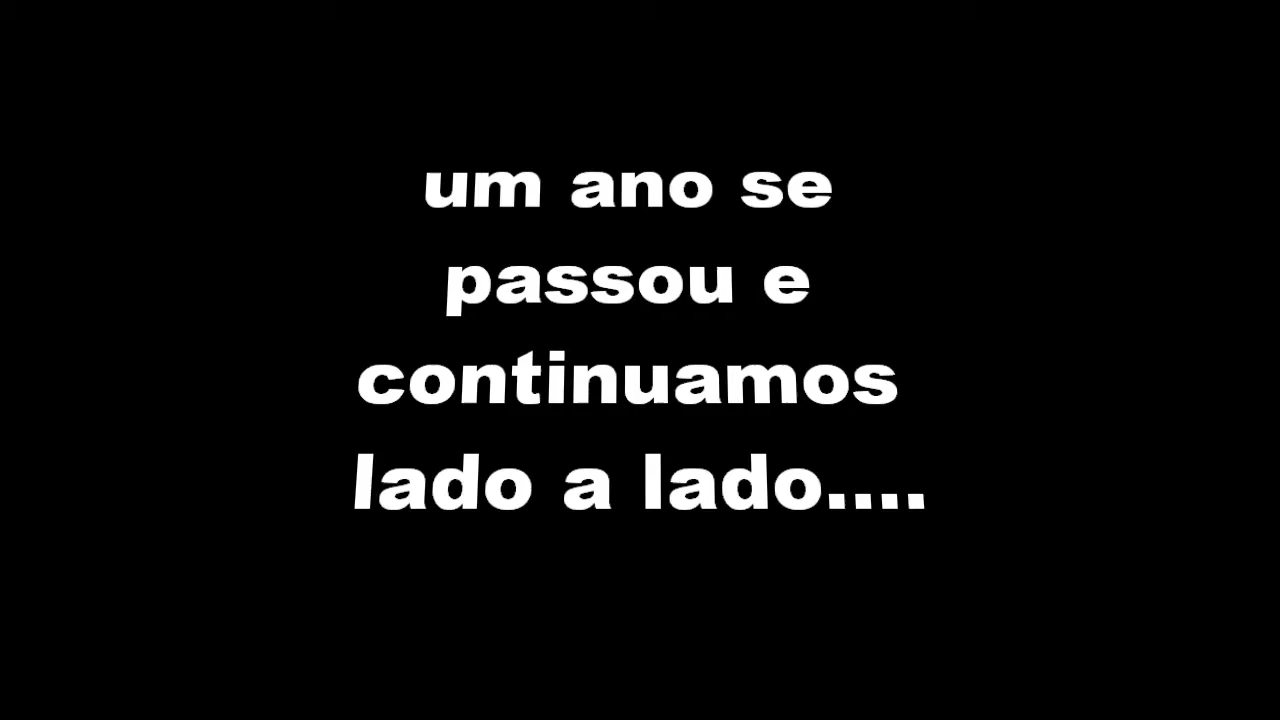 um ano se
passou e
continuamos
lado a lado....